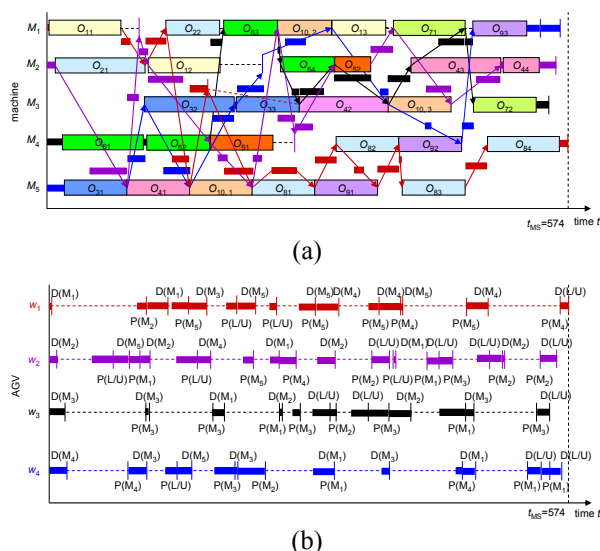 (a)
M1 O11 O22 O63 O10, 2 O13 O71 O93
M2 O21 O12 O64 O52 O43 O44
machine
M3 O32 O33 O42 O10, 3 O72
M4 O61 O51 O82 O92 O84
M5 O31 O41 O10, 1 O81 O91 O83
tMS=574 time t
(a)
D(M1) D(M1) D(M3) D(M5) D(M5) D(M4) D(M4) D(M5) D(M4) D(L/U)
w1
P(M2) P(M5) P(L/U) P(L/U) P(M5) P(M5) P(M4) P(M5) P(M4)
D(M2) D(M5) D(M2) D(M4) D(M1) D(M2) D(L/U) D(M1) D(L/U) D(L/U) D(M2) D(L/U)
w2
P(L/U) P(M1) P(L/U) P(M5) P(M4) P(M2) P(L/U) P(M1) P(M3) P(M2) P(M2)
AGV
D(M3) D(M3) D(M1) D(M2) D(L/U) D(L/U) D(M2) D(M1) D(L/U)
w3
P(M3) P(M1) P(M1) P(M3) P(M2) P(M3) P(M1) P(M3)
D(M4) D(M3) D(M5) D(M3) D(M1) D(M3) D(M1) D(L/U) D(L/U)
w4
P(M4) P(L/U) P(M3) P(M2) P(M1) P(M4) P(M1) P(M1)
tMS=574 time t
(b)